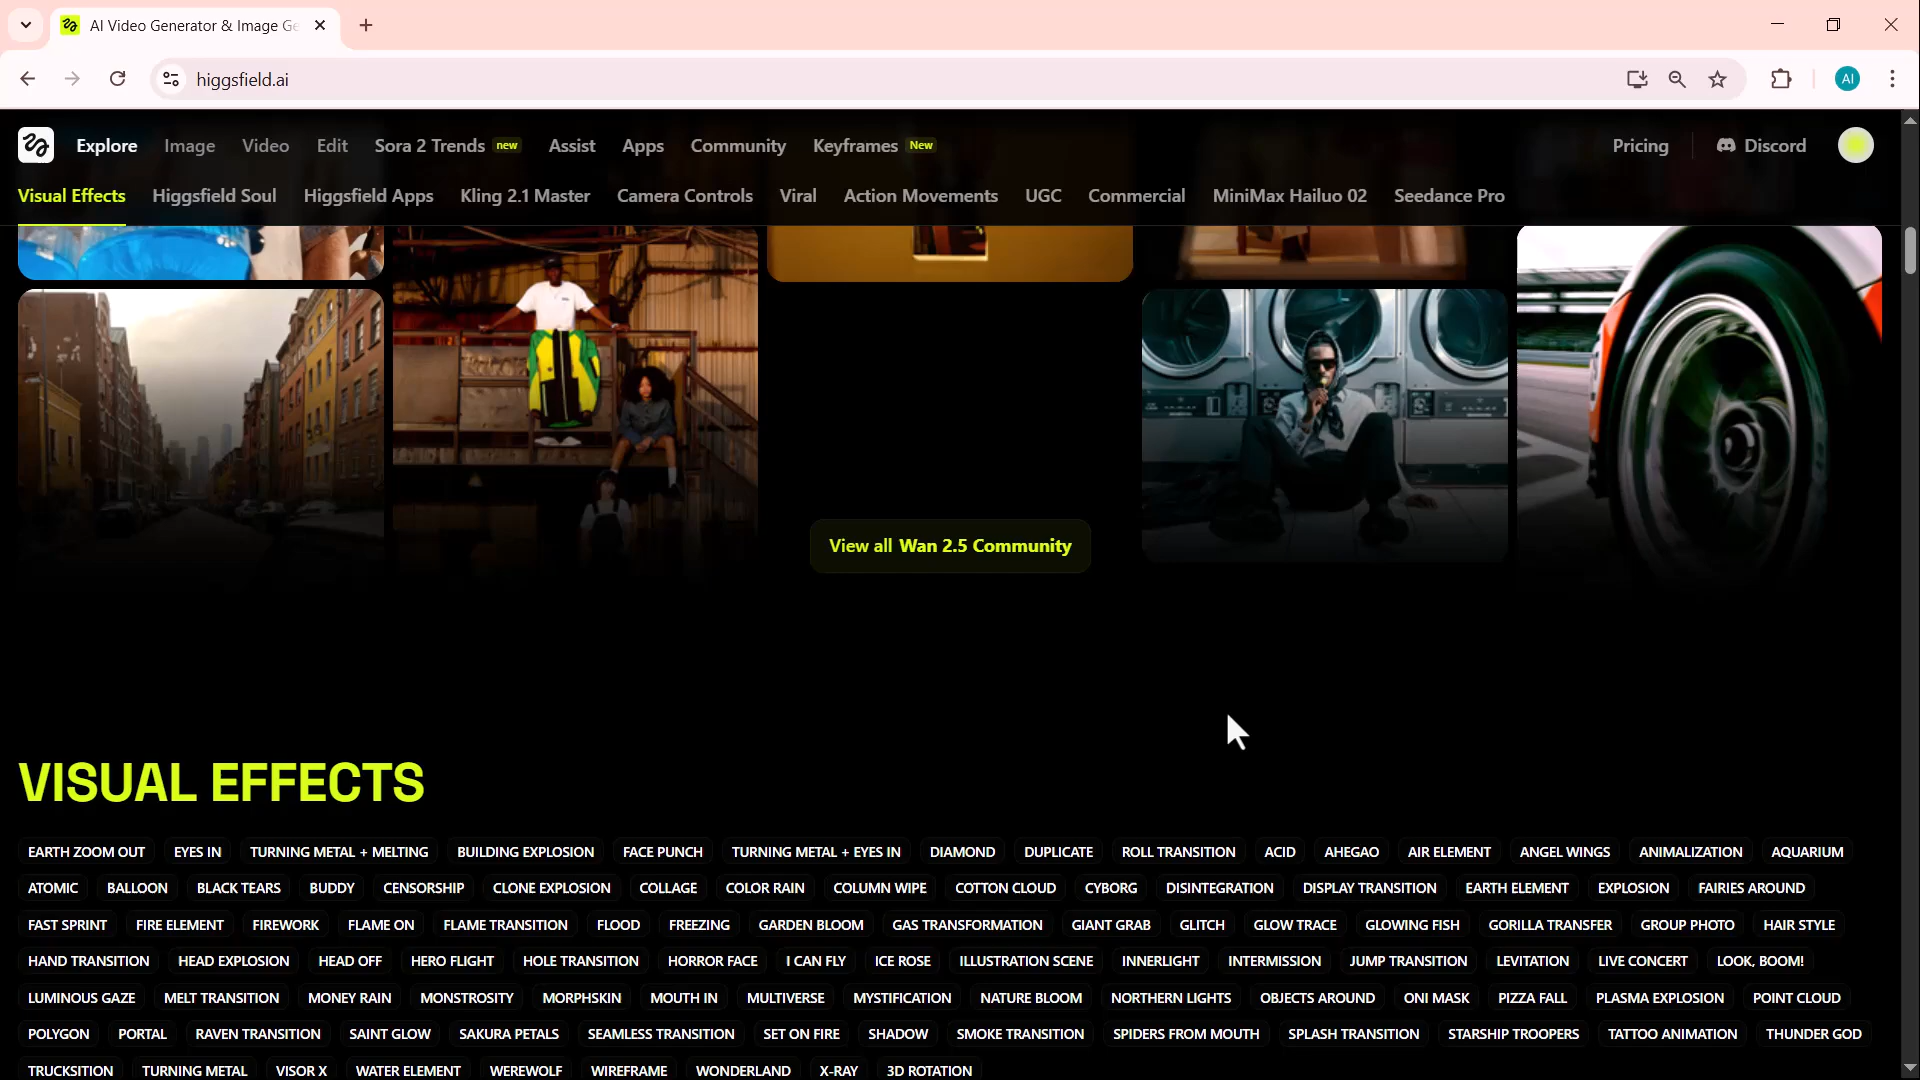 AI Video Generator & Image Ge
higgsfield.ai
AI
Explore Image Video Edit Sora 2 Trends new Assist Apps Community Keyframes New Pricing Discord
Visual Effects Higgsfield Soul Higgsfield Apps Kling 2.1 Master Camera Controls Viral Action Movements UGC Commercial MiniMax Hailuo 02 Seedance Pro
View all Wan 2.5 Community
VISUAL EFFECTS
EARTH ZOOM OUT EYES IN TURNING METAL + MELTING BUILDING EXPLOSION FACE PUNCH TURNING METAL + EYES IN DIAMOND DUPLICATE ROLL TRANSITION ACID AHEGAO AIR ELEMENT ANGEL WINGS ANIMALIZATION AQUARIUM
ATOMIC BALLOON BLACK TEARS BUDDY CENSORSHIP CLONE EXPLOSION COLLAGE COLOR RAIN COLUMN WIPE COTTON CLOUD CYBORG DISINTEGRATION DISPLAY TRANSITION EARTH ELEMENT EXPLOSION FAIRIES AROUND
FAST SPRINT FIRE ELEMENT FIREWORK FLAME ON FLAME TRANSITION FLOOD FREEZING GARDEN BLOOM GAS TRANSFORMATION GIANT GRAB GLITCH GLOW TRACE GLOWING FISH GORILLA TRANSFER GROUP PHOTO HAIR STYLE
HAND TRANSITION HEAD EXPLOSION HEAD OFF HERO FLIGHT HOLE TRANSITION HORROR FACE I CAN FLY ICE ROSE ILLUSTRATION SCENE INNERLIGHT INTERMISSION JUMP TRANSITION LEVITATION LIVE CONCERT LOOK, BOOM!
LUMINOUS GAZE MELT TRANSITION MONEY RAIN MONSTROSITY MORPHSKIN MOUTH IN MULTIVERSE MYSTIFICATION NATURE BLOOM NORTHERN LIGHTS OBJECTS AROUND ONI MASK PIZZA FALL PLASMA EXPLOSION POINT CLOUD
POLYGON PORTAL RAVEN TRANSITION SAINT GLOW SAKURA PETALS SEAMLESS TRANSITION SET ON FIRE SHADOW SMOKE TRANSITION SPIDERS FROM MOUTH SPLASH TRANSITION STARSHIP TROOPERS TATTOO ANIMATION THUNDER GOD
TRUCKSITION TURNING METAL VISOR X WATER ELEMENT WEREWOLF WIREFRAME WONDERLAND X-RAY 3D ROTATION